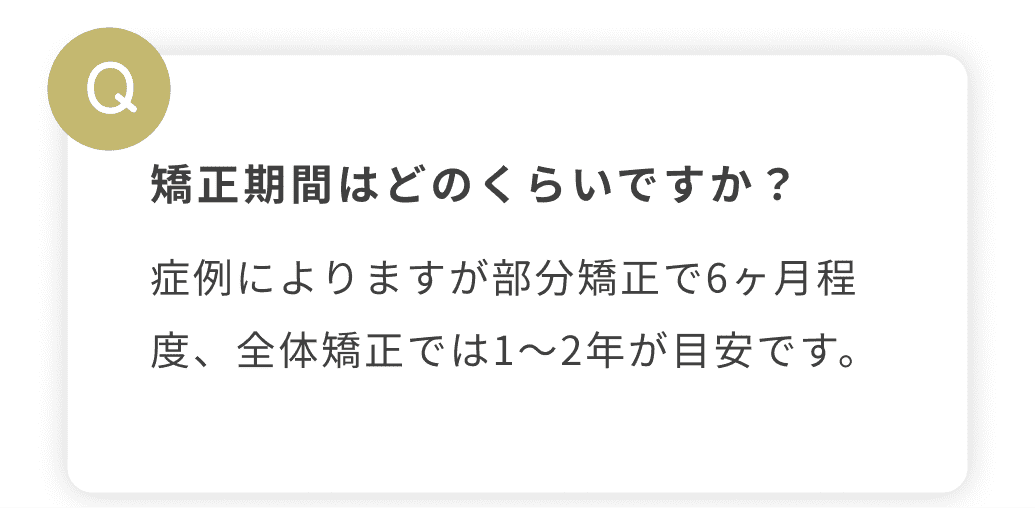 Q
矯正期間はどのくらいですか？
症例によりますが部分矯正で6ヶ月程
度、全体矯正では1〜2年が目安です。